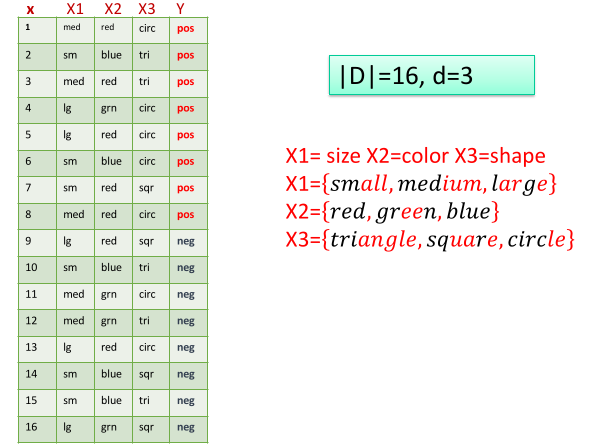 x X1 X2 X3 Y
1 med red circ pos
2 sm blue tri pos
3 med red tri pos
4 lg grn circ pos
5 lg red circ pos
6 sm blue circ pos
7 sm red sqr pos
8 med red circ pos
9 lg red sqr neg
10 sm blue tri neg
11 med grn circ neg
12 med grn tri neg
13 lg red circ neg
14 sm blue sqr neg
15 sm blue tri neg
16 lg grn sqr neg
|D|=16, d=3
X1= size X2=color X3=shape
X1={small, medium, large}
X2={red, green, blue}
X3={triangle, square, circle}